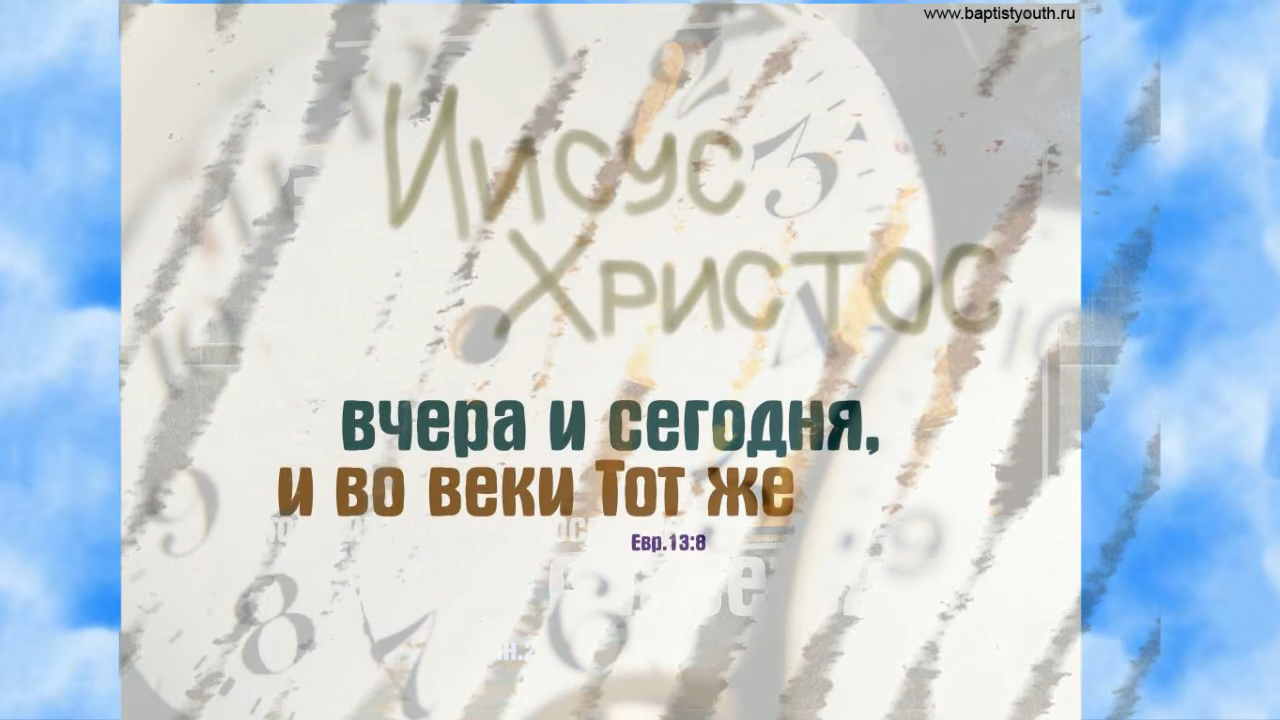 www.baptistyouth.ru
Иисус
Христос
вчера и сегодня,
и во веки Тот же
Евр.13:8